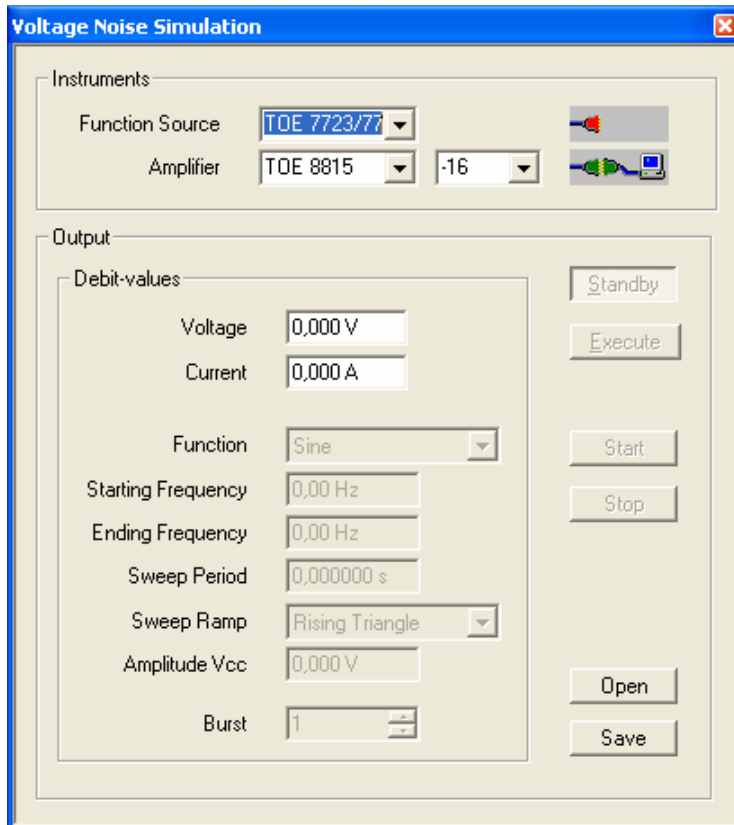 Voltage Noise Simulation
Instruments
Function Source TOE 7723/77
Amplifier TOE 8815 -16
Output
Debit-values
Standby
Voltage 0,000 V
Execute
Current 0,000 A
Function Sine
Start
Starting Frequency 0,00 Hz
Stop
Ending Frequency 0,00 Hz
Sweep Period 0,000000 s
Sweep Ramp Rising Triangle
Amplitude Vcc 0,000 V
Open
Burst 1
Save